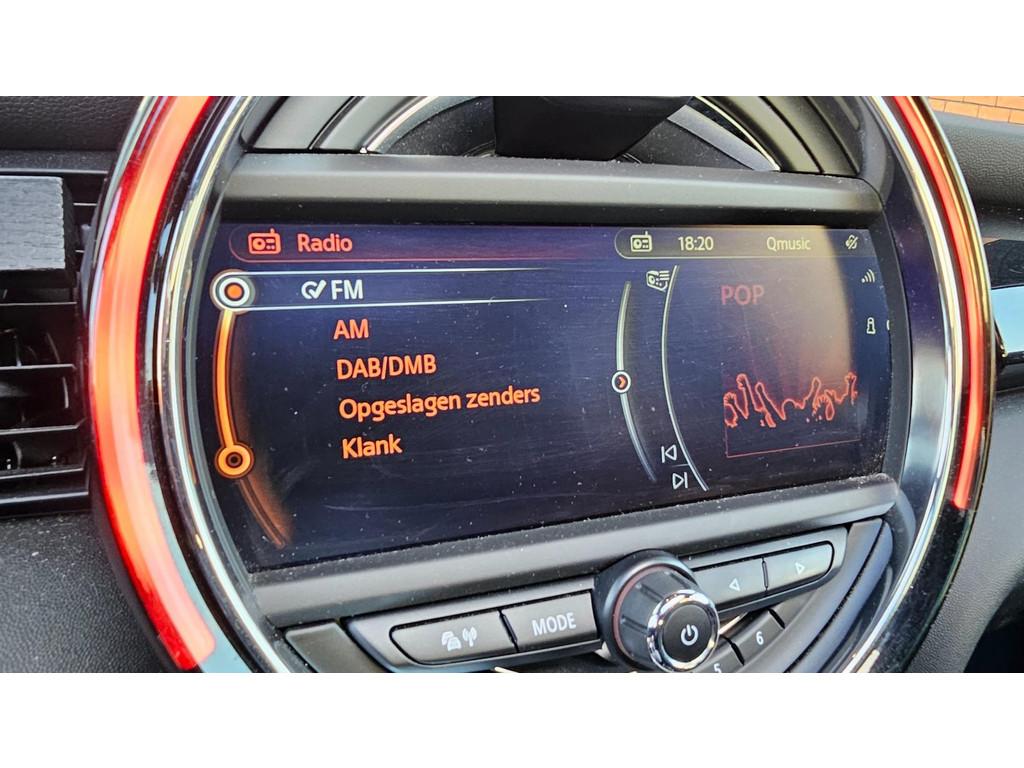 Radio
18:20 Qmusic
FM
AM
DAB/DMB
Opgeslagen zenders
Klank
POP
MODE
5
6